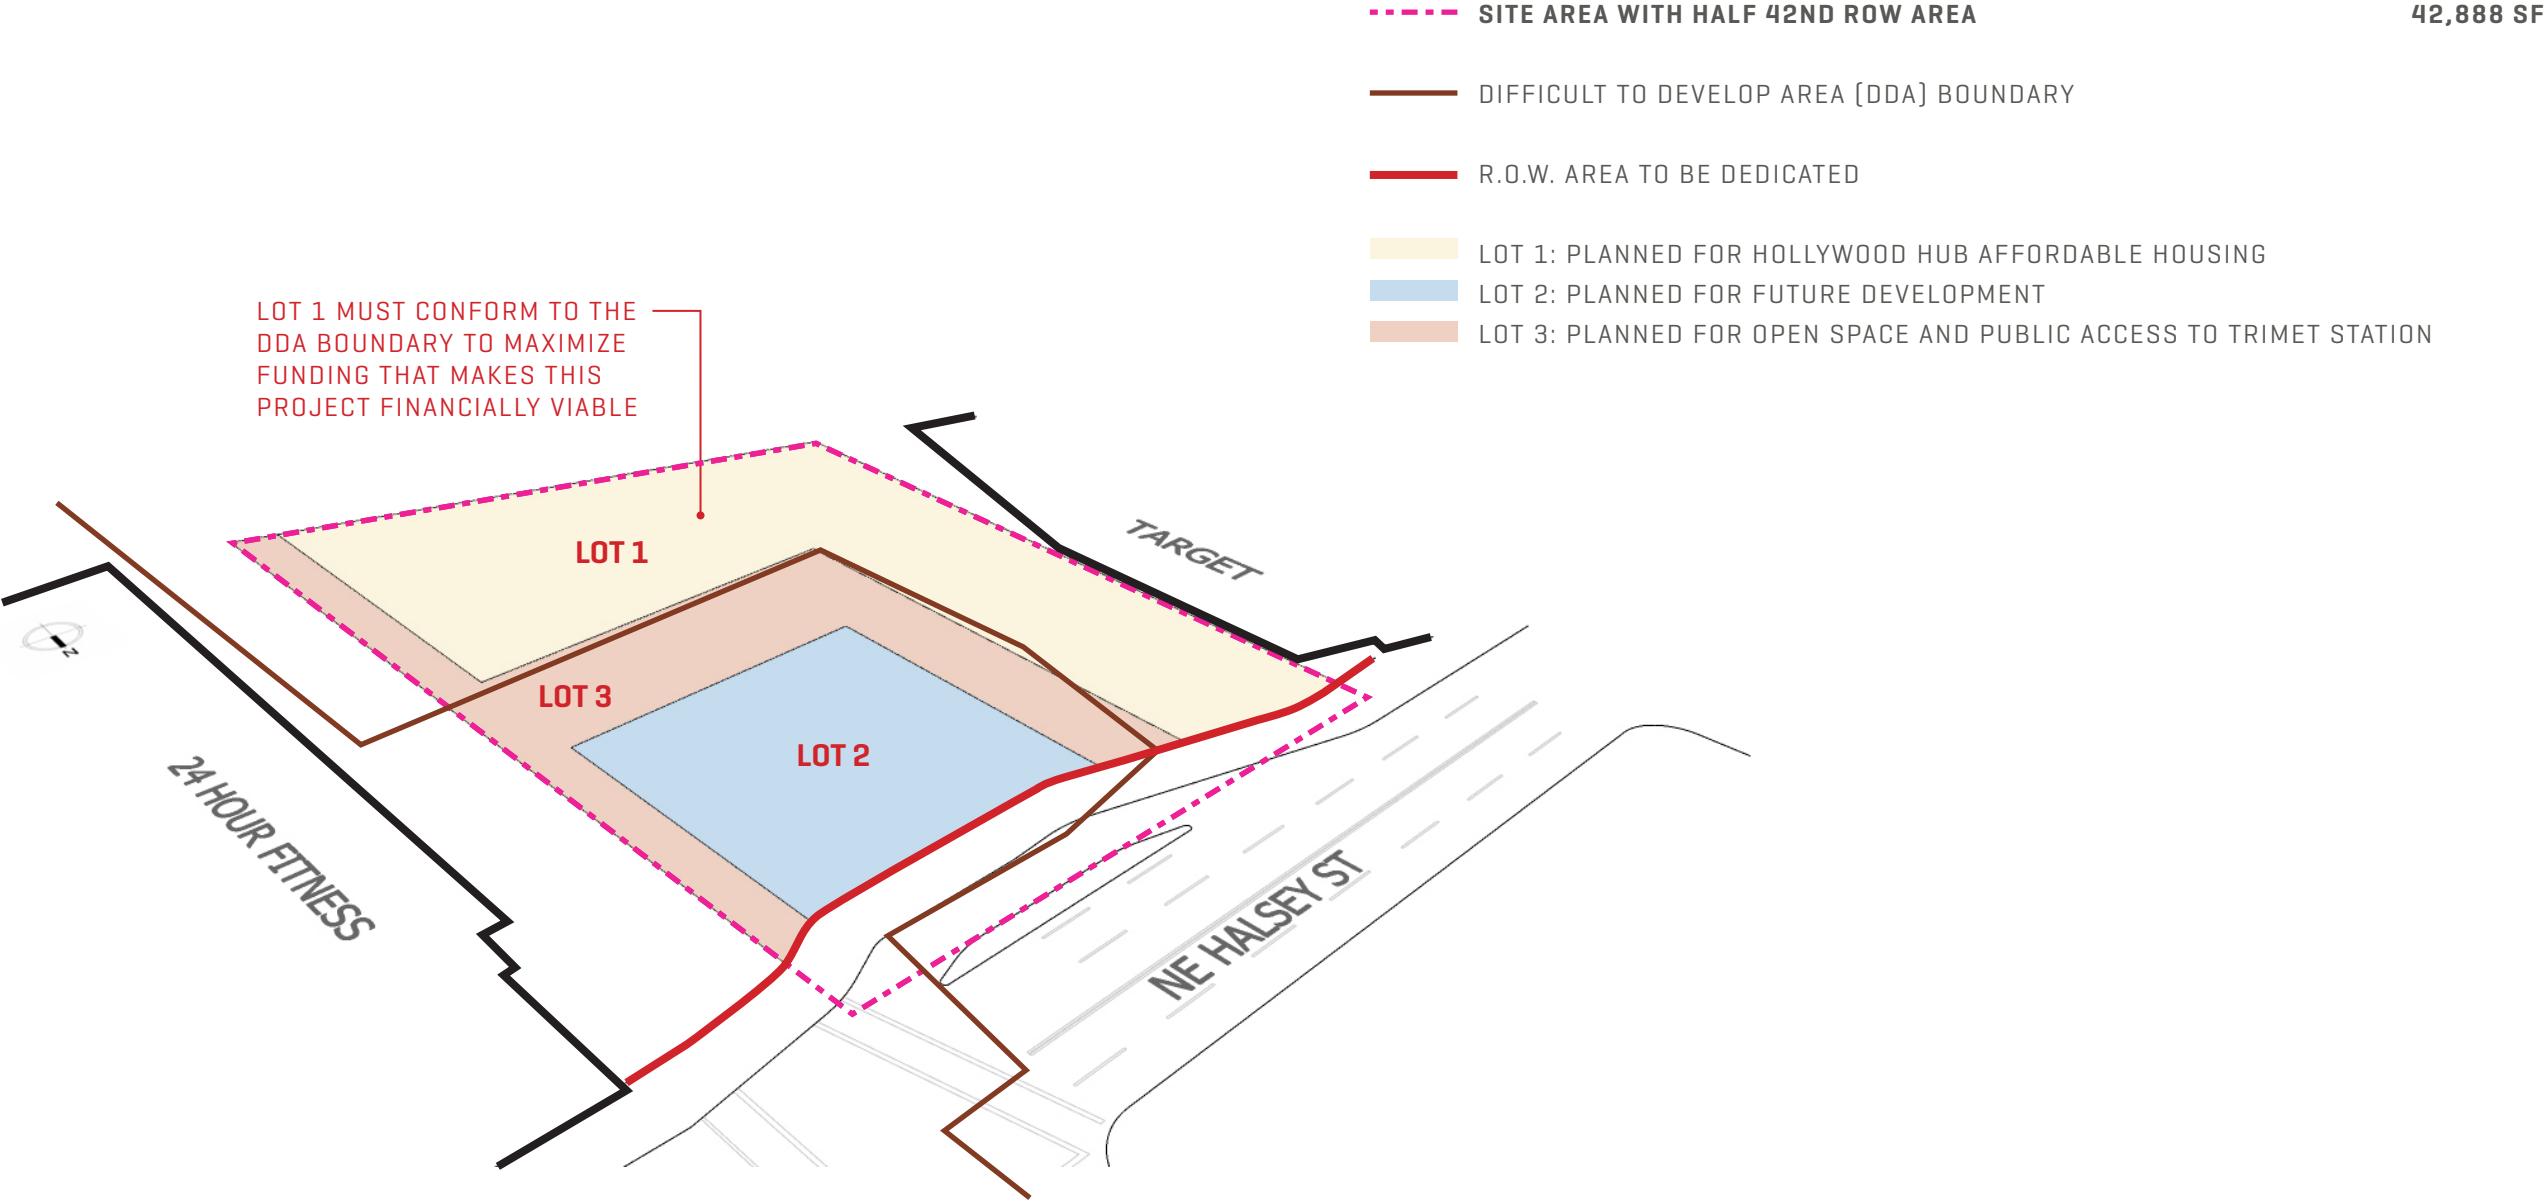 SITE AREA WITH HALF 42ND ROW AREA 42,888 SF
DIFFICULT TO DEVELOP AREA (DDA) BOUNDARY
R.O.W. AREA TO BE DEDICATED
LOT 1: PLANNED FOR HOLLYWOOD HUB AFFORDABLE HOUSING
LOT 2: PLANNED FOR FUTURE DEVELOPMENT
LOT 3: PLANNED FOR OPEN SPACE AND PUBLIC ACCESS TO TRIMET STATION
LOT 1 MUST CONFORM TO THE
DDA BOUNDARY TO MAXIMIZE
FUNDING THAT MAKES THIS
PROJECT FINANCIALLY VIABLE
TARGET
LOT 1
N
LOT 3
LOT 2
24 HOUR FITNESS
NE HALSEY ST